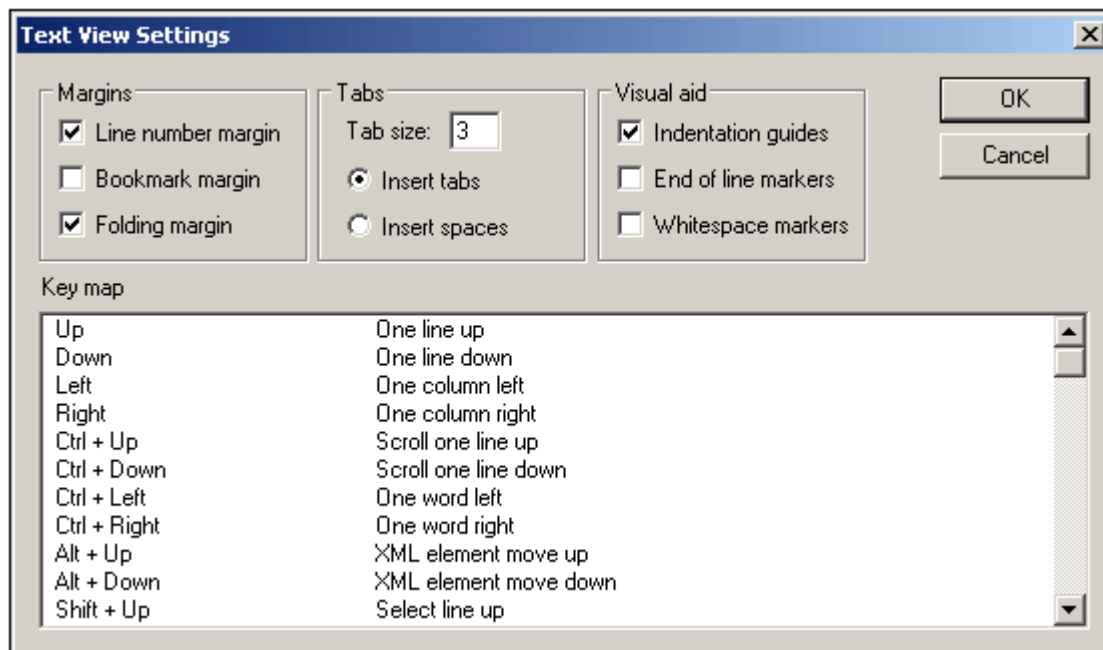 Text View Settings
Margins
Line number margin
Bookmark margin
Folding margin
Tabs
Tab size: 3
Insert tabs
Insert spaces
Visual aid
Indentation guides
End of line markers
Whitespace markers
OK
Cancel
Key map
Up One line up
Down One line down
Left One column left
Right One column right
Ctrl + Up Scroll one line up
Ctrl + Down Scroll one line down
Ctrl + Left One word left
Ctrl + Right One word right
Alt + Up XML element move up
Alt + Down XML element move down
Shift + Up Select line up